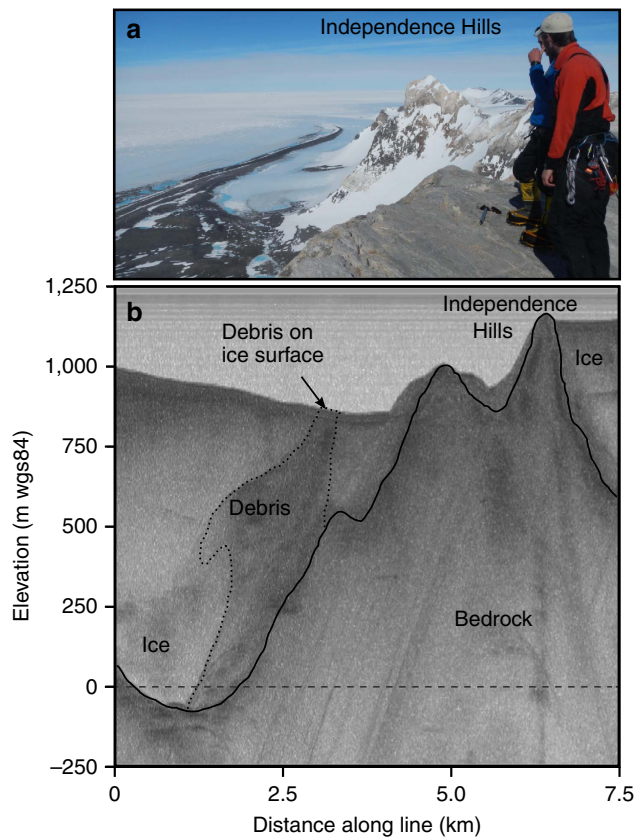 a
Independence Hills
1,250
1,000
750
500
250
0
–250
Elevation (m wgs84)
b
Independence
Hills
Debris on
ice surface
Ice
Debris
Ice
Bedrock
0
2.5
5.0
7.5
Distance along line (km)